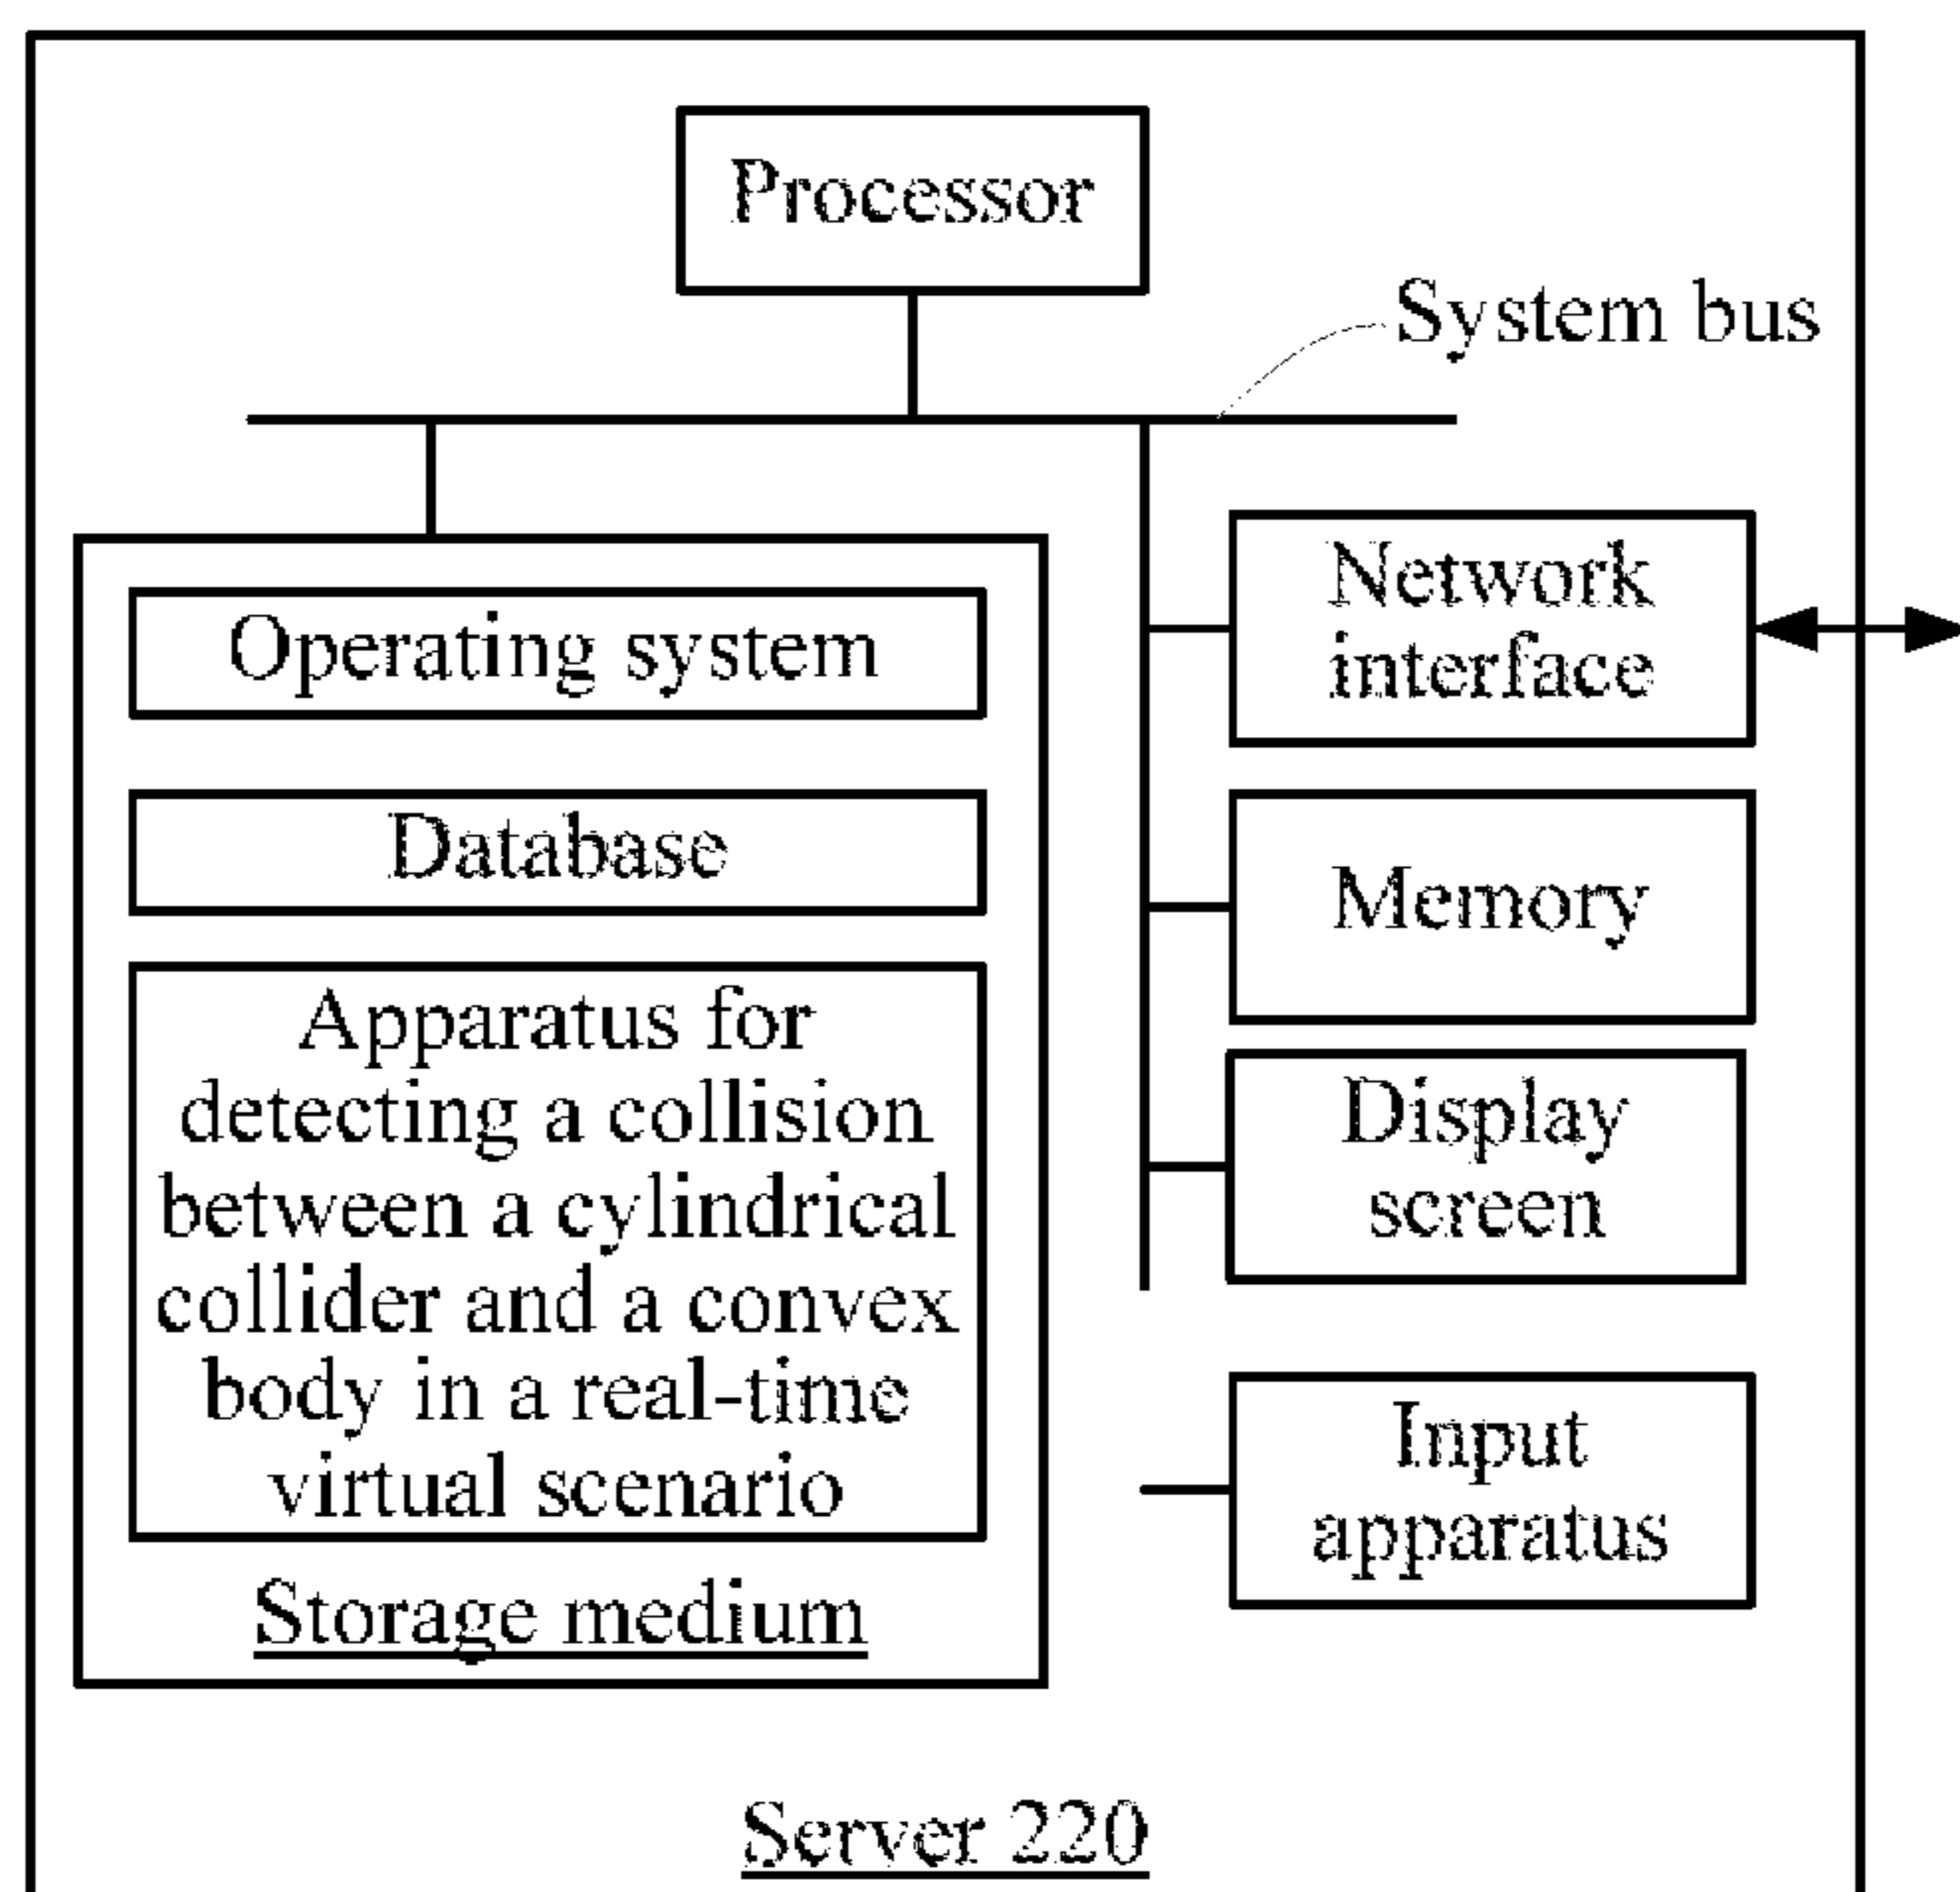 Processor
System bus
Operating system
Database
Apparatus for
detecting a collision
between a cylindrical
collider and a convex
body in a real-time
virtual scenario
Storage medium
Network
interface
Memory
Display
screen
Input
apparatus
Server 220